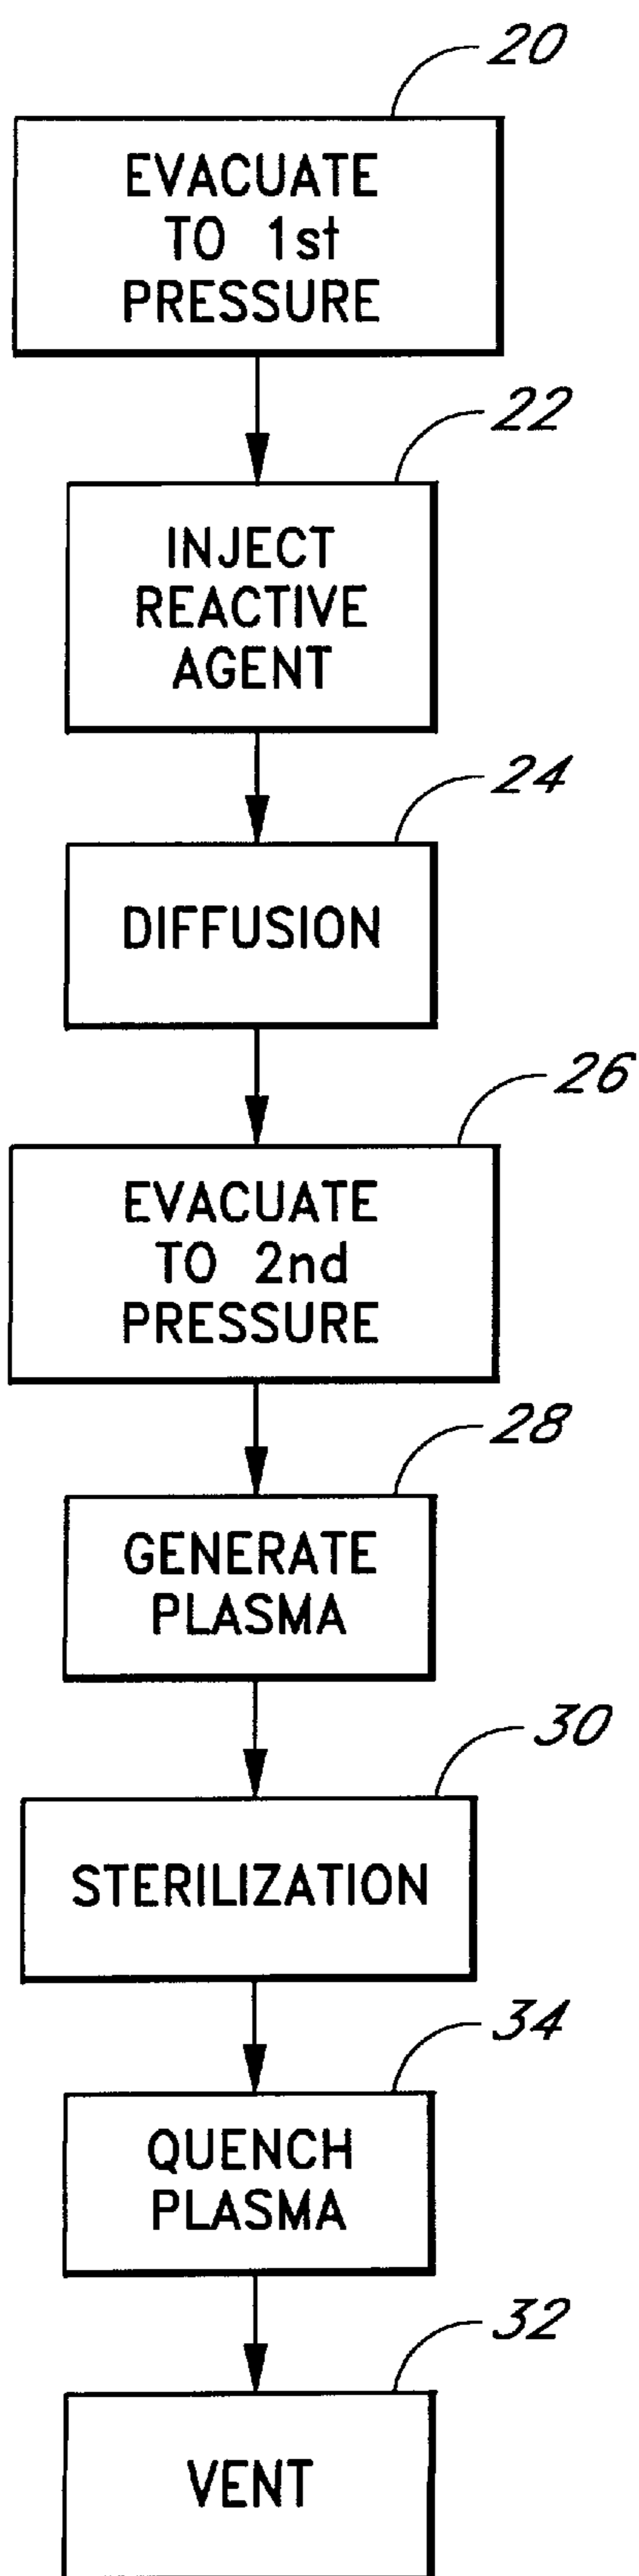 20
EVACUATE
TO 1st
PRESSURE
22
INJECT
REACTIVE
AGENT
24
DIFFUSION
26
EVACUATE
TO 2nd
PRESSURE
28
GENERATE
PLASMA
30
STERILIZATION
34
QUENCH
PLASMA
32
VENT